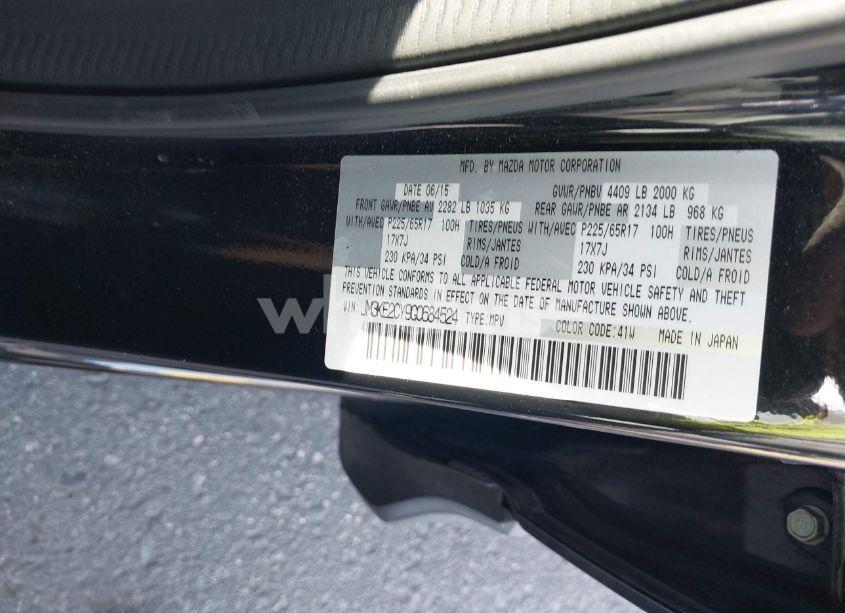 MFD. BY MAZDA MOTOR CORPORATION
DATE 06/15 GVWR/PNBV 4409 LB 2000 KG
FRONT GAWR/PNBE AV 2282 LB 1035 KG REAR GAWR/PNBE AR 2134 LB 968 KG
WITH/AVEC P225/65R17 100H TIRES/PNEUS WITH/AVEC P225/65R17 100H TIRES/PNEUS
17X7J RIMS/JANTES 17X7J RIMS/JANTES
230 KPA/34 PSI COLD/A FROID 230 KPA/34 PSI COLD/A FROID
THIS VEHICLE CONFORMS TO ALL APPLICABLE FEDERAL MOTOR VEHICLE SAFETY AND THEFT
PREVENTION STANDARDS IN EFFECT ON THE DATE OF MANUFACTURE SHOWN ABOVE.
VIN: JM3KE2CY9G0684524 TYPE:MPV COLOR CODE:41W MADE IN JAPAN